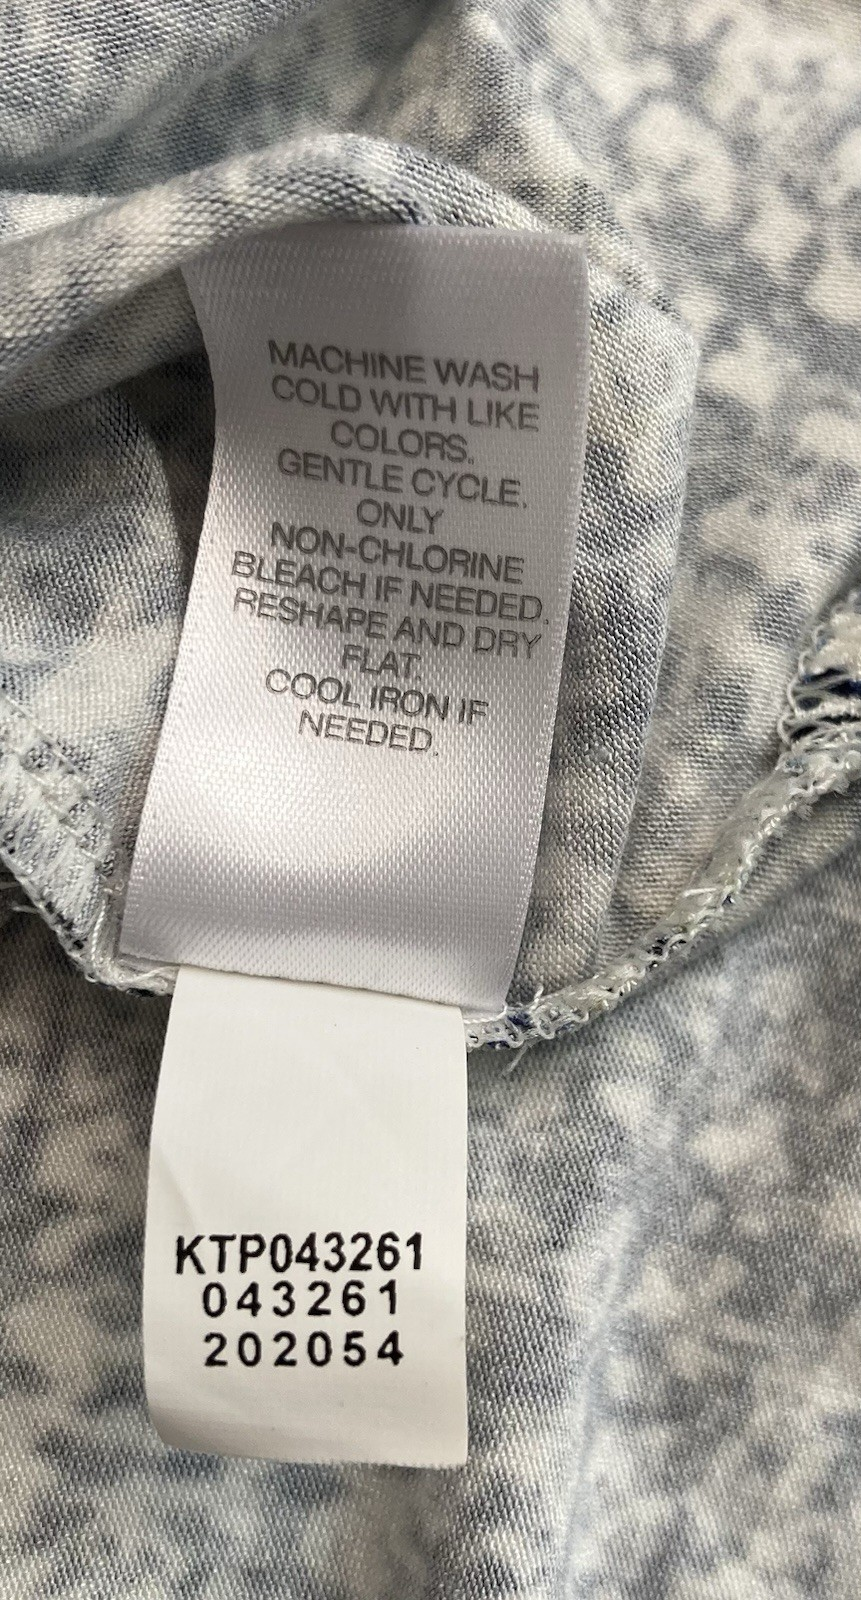 MACHINE WASH
COLD WITH LIKE
COLORS.
GENTLE CYCLE.
ONLY
NON-CHLORINE
BLEACH IF NEEDED.
RESHAPE AND DRY
FLAT.
COOL IRON IF
NEEDED.
KTP043261
043261
202054